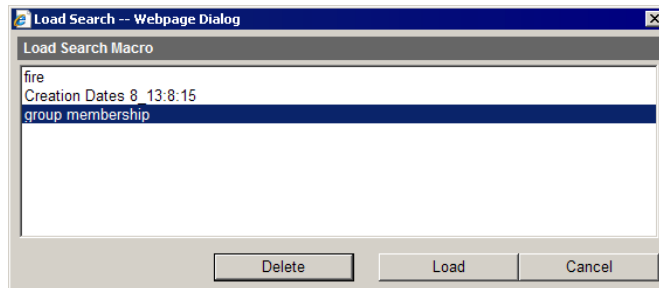 Load Search -- Webpage Dialog
Load Search Macro
fire
Creation Dates 8_13:8:15
group membership
Delete
Load
Cancel